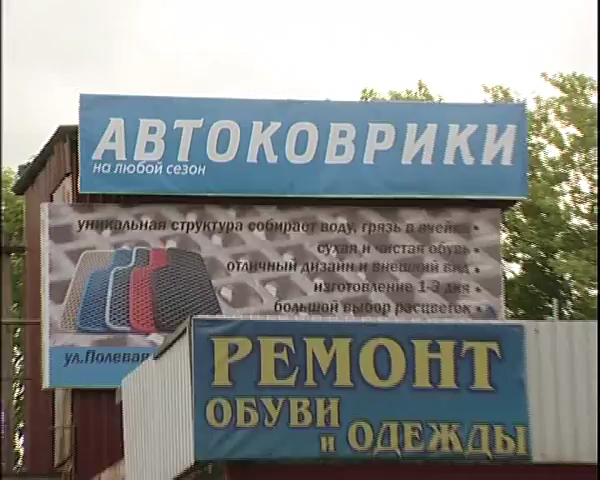 АВТОКОВРИКИ
на любой сезон
уникальная структура собирает воду, грязь в ячейки •
сухая и чистая обувь •
отличный дизайн и внешний вид •
изготовление 1-3 дня •
большой выбор расцветок •
ул.Полевая
РЕМОНТ
ОБУВИ
и ОДЕЖДЫ